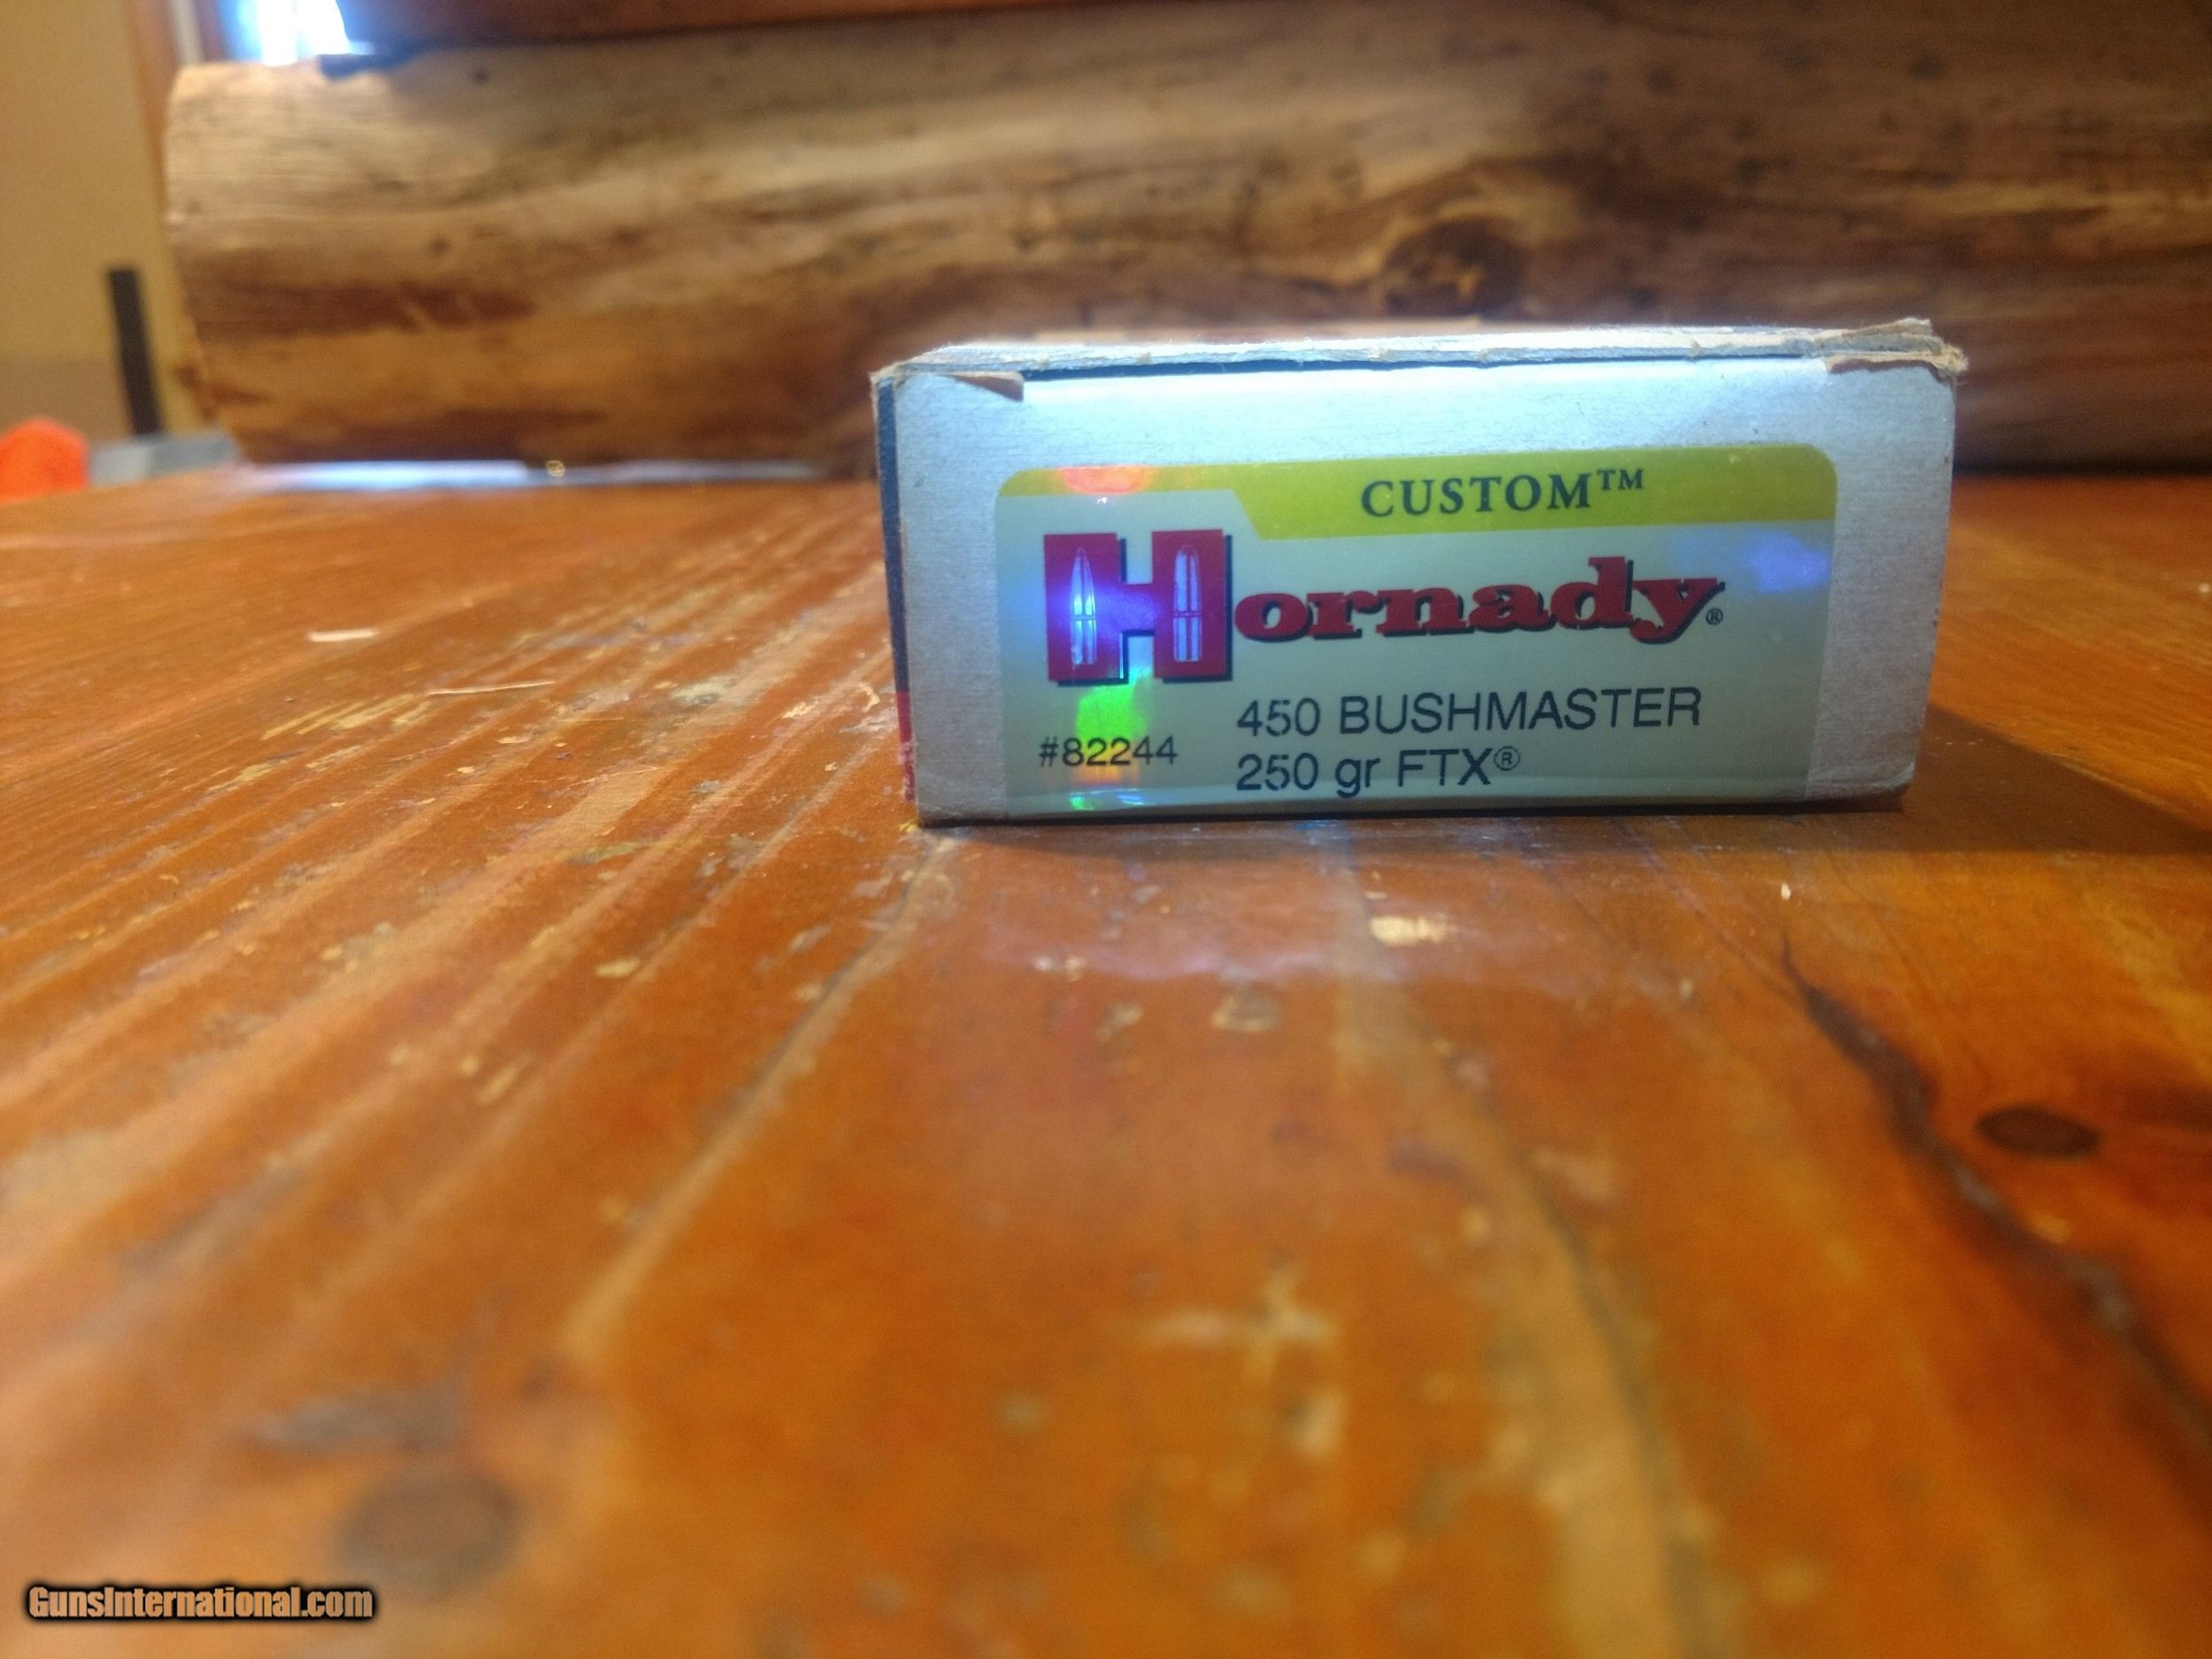 CUSTOM™
Hornady®
450 BUSHMASTER
#82244
250 gr FTX®
GunsInternational.com